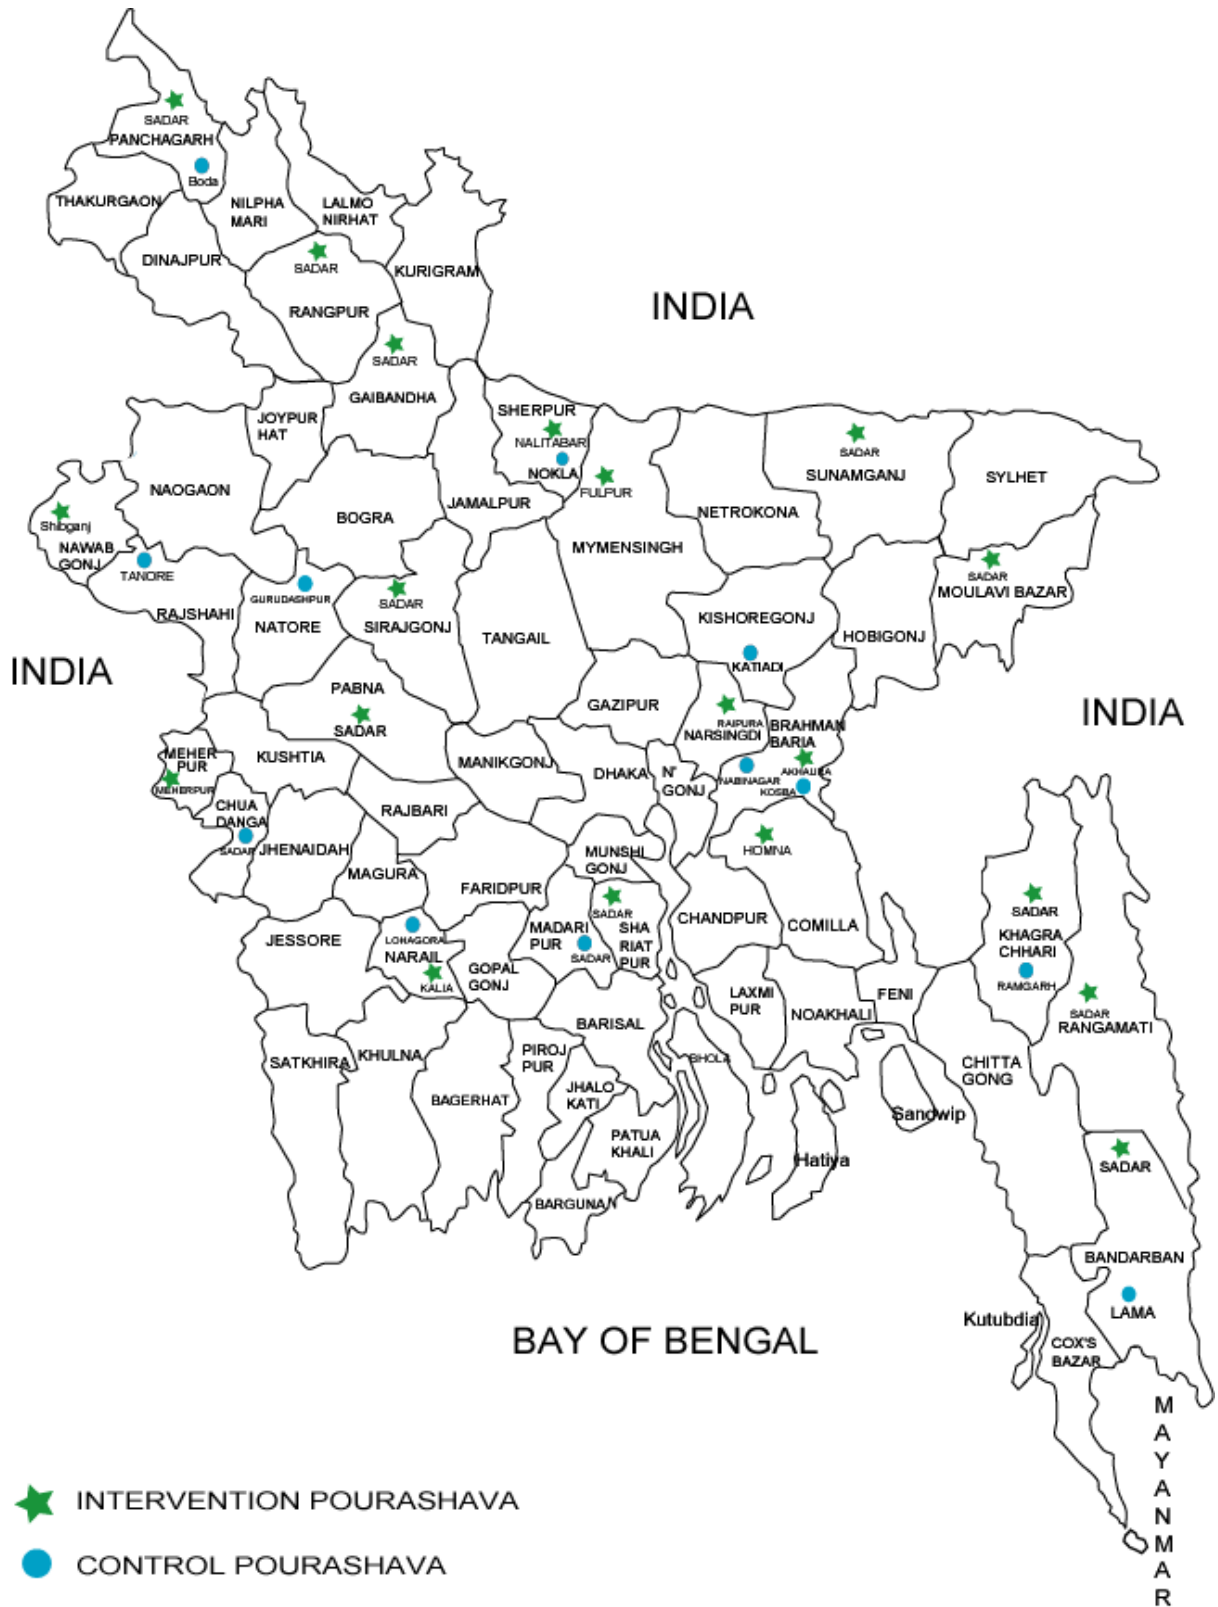 SADAR
PANCHAGARH
Boda
THAKURGAON
NILPHA
MARI
LALMO
NIRHAT
DINAJPUR
SADAR
KURIGRAM
RANGPUR
INDIA
SADAR
GAIBANDHA
JOYPUR
HAT
SHERPUR
NALITABAR
NOKLA
FULPUR
SADAR
SUNAMGANJ
SYLHET
NAOGAON
BOGRA
JAMALPUR
NETROKONA
Shibganj
NAWAB
GONJ
TANORE
RAJSHAHI
GURUDASHPUR
NATORE
SADAR
SIRAJGONJ
TANGAIL
MYMENSINGH
KISHOREGONJ
KATIADI
HOBIGONJ
SADAR
MOULAVI BAZAR
INDIA
PABNA
SADAR
GAZIPUR
RAIPURA
NARSINGDI
BRAHMAN
BARIA
AKHAURA
NABINAGAR
KOSBA
INDIA
MEHER
PUR
MEHERPUR
KUSHTIA
MANIKGONJ
DHAKA
N'
GONJ
CHUA
DANGA
SADAR
JHENAIDAH
RAJBARI
MAGURA
FARIDPUR
MUNSHI
GONJ
HOMNA
CHANDPUR
COMILLA
JESSORE
LOHAGORA
NARAIL
KALIA
GOPAL
GONJ
MADARI
PUR
SADAR
SADAR
SHA
RIAT
PUR
SADAR
KHAGRA
CHHARI
RAMGARH
SADAR
RANGAMATI
LAXMI
PUR
NOAKHALI
FENI
CHITTA
GONG
SATKHIRA
KHULNA
BAGERHAT
PIROJ
PUR
BARISAL
BHOLA
JHALO
KATI
PATUA
KHALI
BARGUNA
Hatiya
Sandwip
SADAR
BANDARBAN
LAMA
Kutubdia
COX'S
BAZAR
BAY OF BENGAL
M
A
Y
A
N
M
A
R
INTERVENTION POURASHAVA
CONTROL POURASHAVA